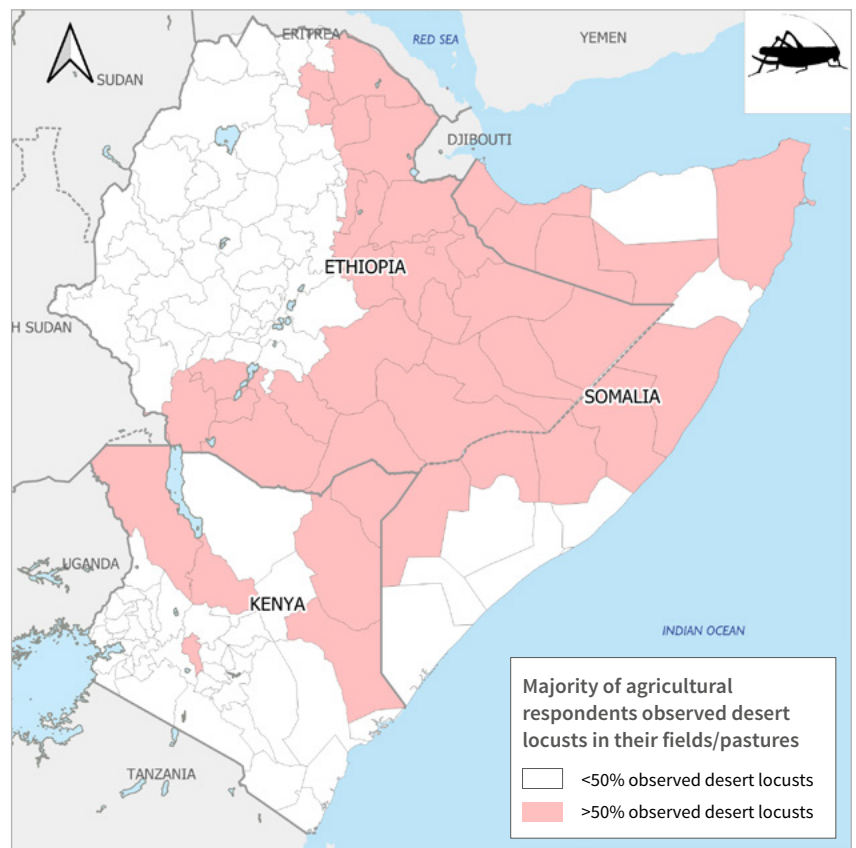 ERITREA
RED SEA
YEMEN
SUDAN
DJIBOUTI
ETHIOPIA
H SUDAN
SOMALIA
UGANDA
KENYA
INDIAN OCEAN
TANZANIA
Majority of agricultural
respondents observed desert
locusts in their fields/pastures
<50% observed desert locusts
>50% observed desert locusts